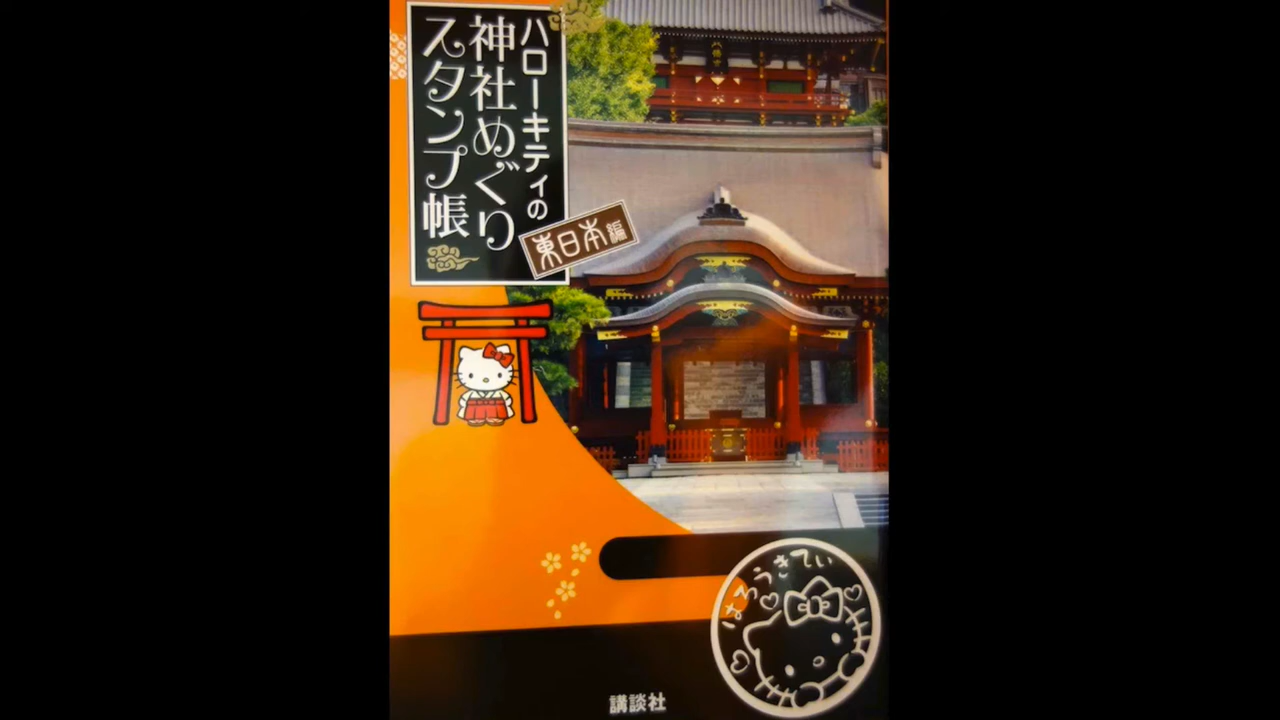 ハローキティの
神社めぐり
スタンプ帳
東日本編
はろうきてぃ
講談社